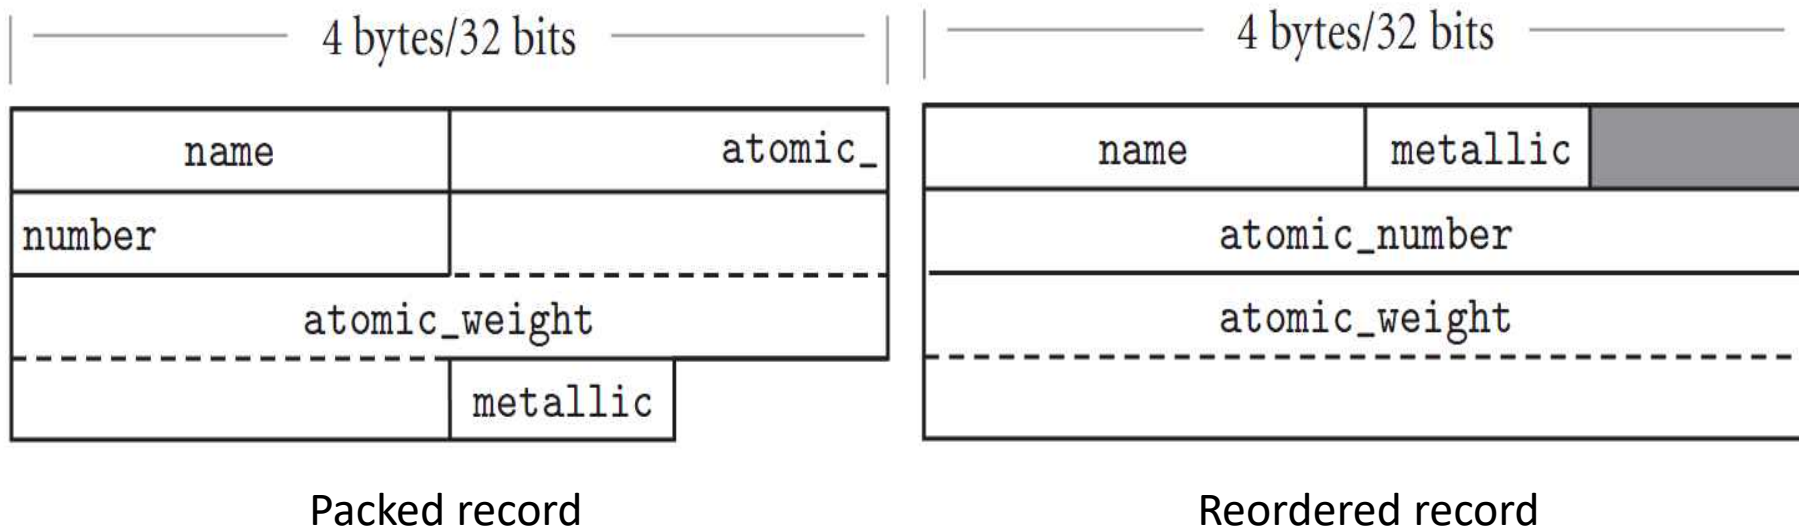 4 bytes/32 bits
name
atomic_
number
atomic_weight
metallic
Packed record
4 bytes/32 bits
name
metallic
atomic_number
atomic_weight
Reordered record